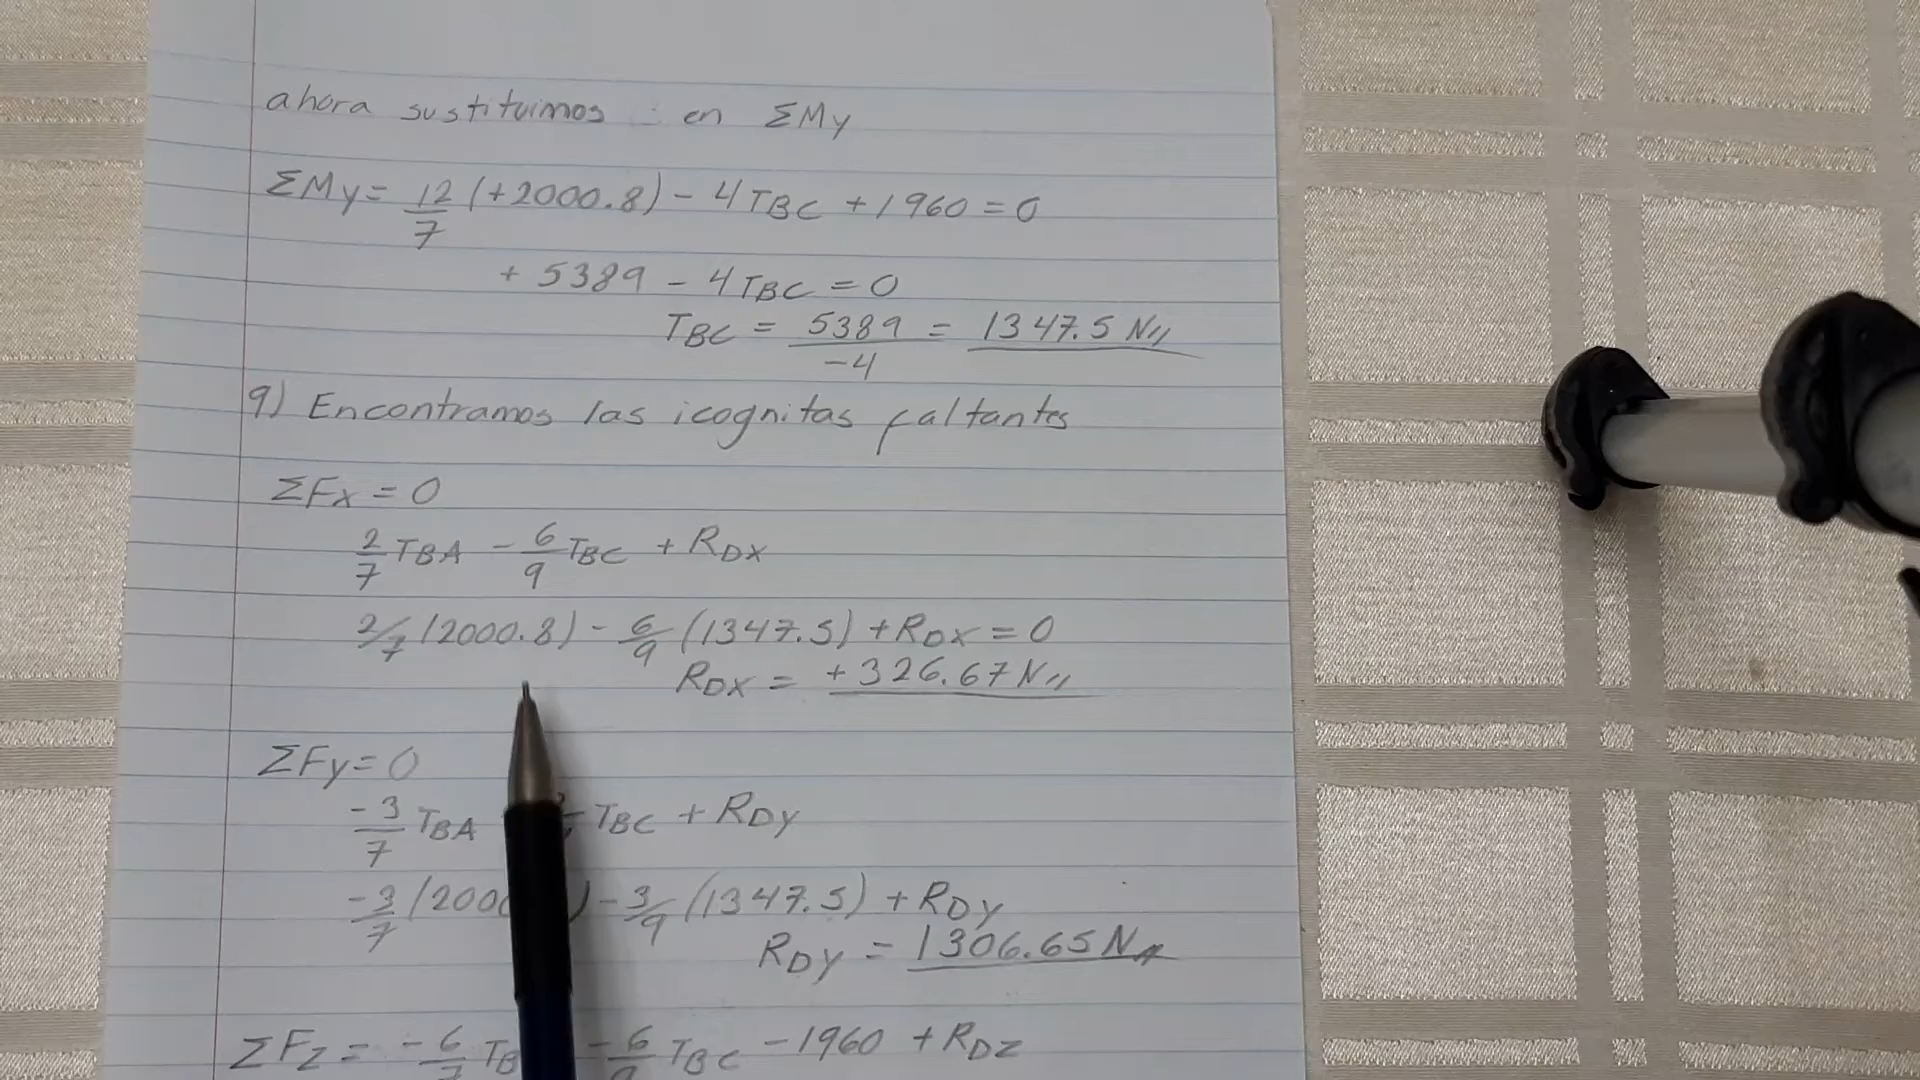 ahora sustituimos en ΣMy
ΣMy = 12/7 (+2000.8) - 4TBC + 1960 = 0
+ 5389 - 4TBC = 0
TBC = 5389/-4 = 1347.5 N//
9) Encontramos las icognitas faltantes
ΣFx = 0
2/7 TBA - 6/9 TBC + RDX
2/7 (2000.8) - 6/9 (1347.5) + RDX = 0
RDX = +326.67 N//
ΣFy = 0
-3/7 TBA TBC + RDY
-3/7 (200 ) - 3/9 (1347.5) + RDY
RDY = 1306.65 N//
ΣFz = -6/7 TB - 6/9 TBC - 1960 + RDZ